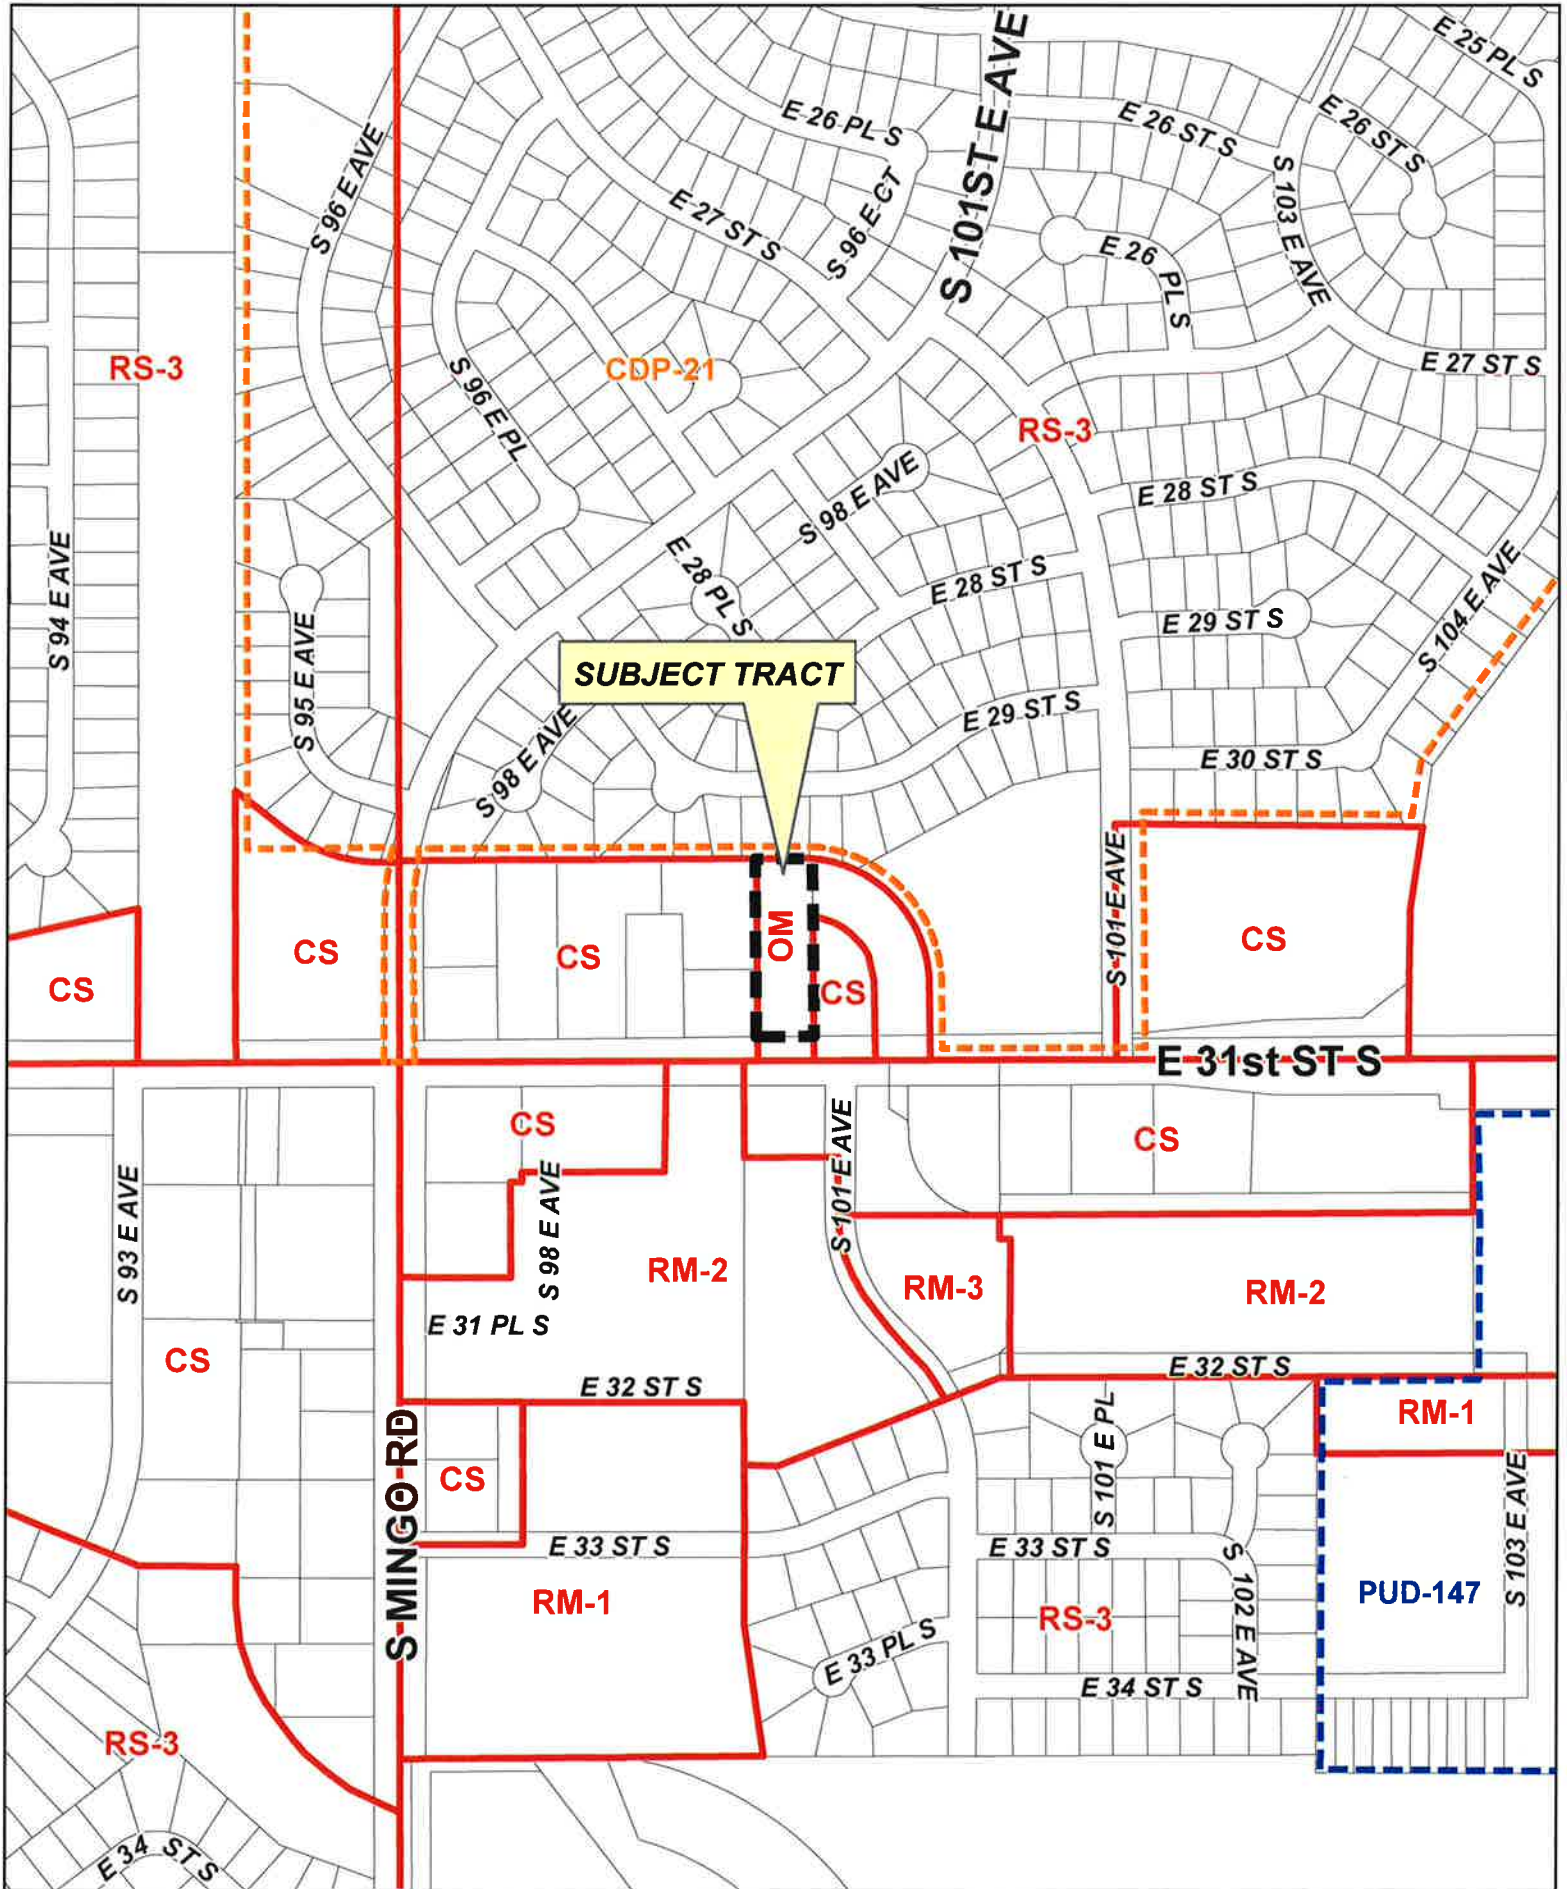 E 25 PL S
S 101ST E AVE
E 26 PL S
E 26 ST S
E 26 ST S
S 96 E AVE
S 96 E CT
E 27 ST S
S 103 E AVE
E 26 PL S
RS-3
CDP-21
S 96 E PL
E 27 ST S
RS-3
S 98 E AVE
E 28 ST S
E 28 PL S
E 28 ST S
S 94 E AVE
S 95 E AVE
E 29 ST S
S 104 E AVE
SUBJECT TRACT
S 98 E AVE
E 29 ST S
E 30 ST S
CS
CS
CS
OM
CS
S 101 E AVE
CS
E 31st ST S
CS
S 101 E AVE
CS
S 93 E AVE
S 98 E AVE
RM-2
RM-3
RM-2
E 31 PL S
CS
E 32 ST S
E 32 ST S
S MINGO RD
CS
S 101 E PL
RM-1
S 103 E AVE
E 33 ST S
E 33 ST S
S 102 E AVE
RM-1
RS-3
PUD-147
E 33 PL S
E 34 ST S
RS-3
E 34 ST S